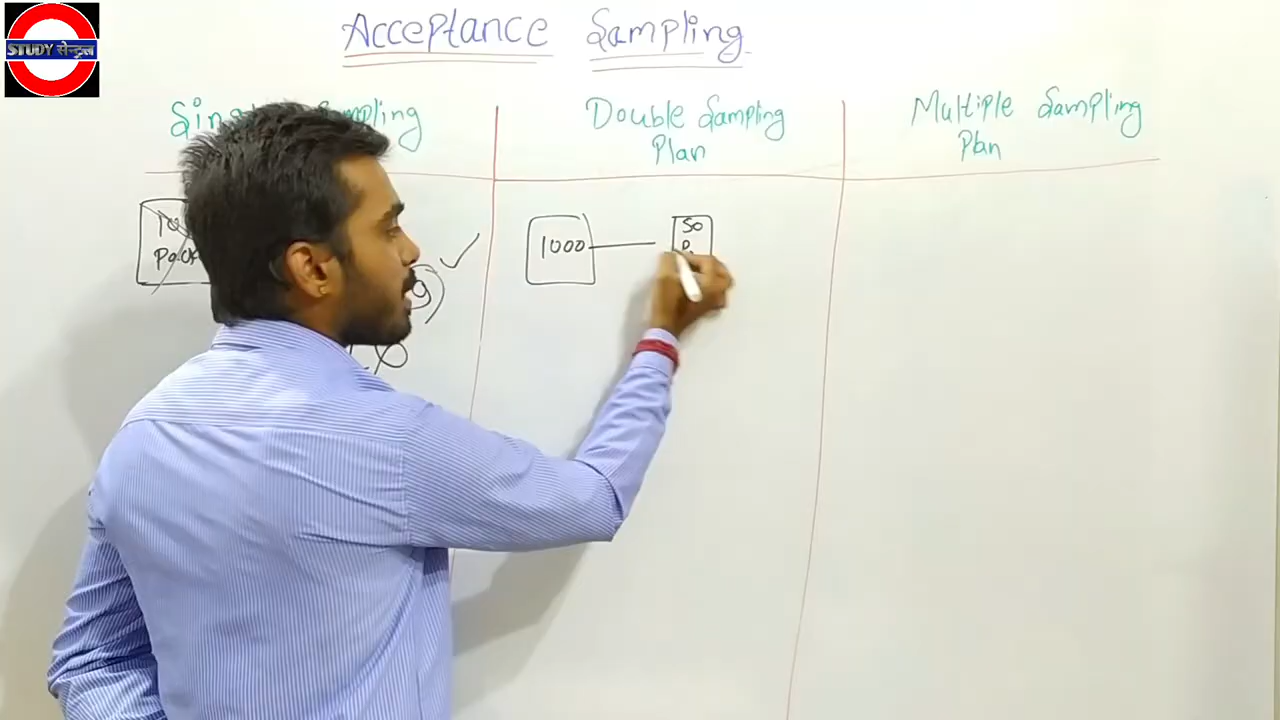 STUDY सेन्ट्रल
Acceptance Sampling
Double Sampling
Plan
Multiple Sampling
Plan
1000
50